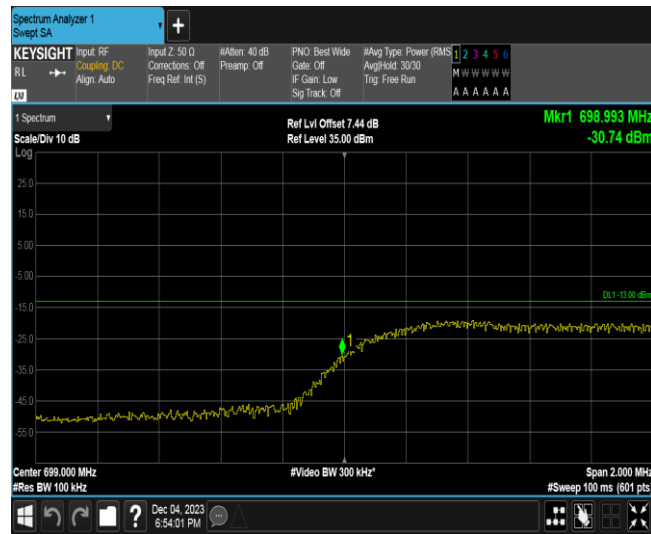 Spectrum Analyzer 1
Swept SA
KEYSIGHT
RL
LXI
Input: RF
Coupling: DC
Align: Auto
Input Z: 50 Ω
Corrections: Off
Freq Ref: Int (S)
#Atten: 40 dB
Preamp: Off
PNO: Best Wide
Gate: Off
IF Gain: Low
Sig Track: Off
#Avg Type: Power (RMS
Avg|Hold: 30/30
Trig: Free Run
1 2 3 4 5 6
M W W W W W
A A A A A A
1 Spectrum
Scale/Div 10 dB
Log
Ref Lvl Offset 7.44 dB
Ref Level 35.00 dBm
Mkr1 698.993 MHz
-30.74 dBm
25.0
15.0
5.00
-5.00
DL1 -13.00 dBm
-15.0
-25.0
1
-35.0
-45.0
-55.0
Center 699.000 MHz
#Res BW 100 kHz
#Video BW 300 kHz*
Span 2.000 MHz
#Sweep 100 ms (601 pts
?
Dec 04, 2023
6:54:01 PM